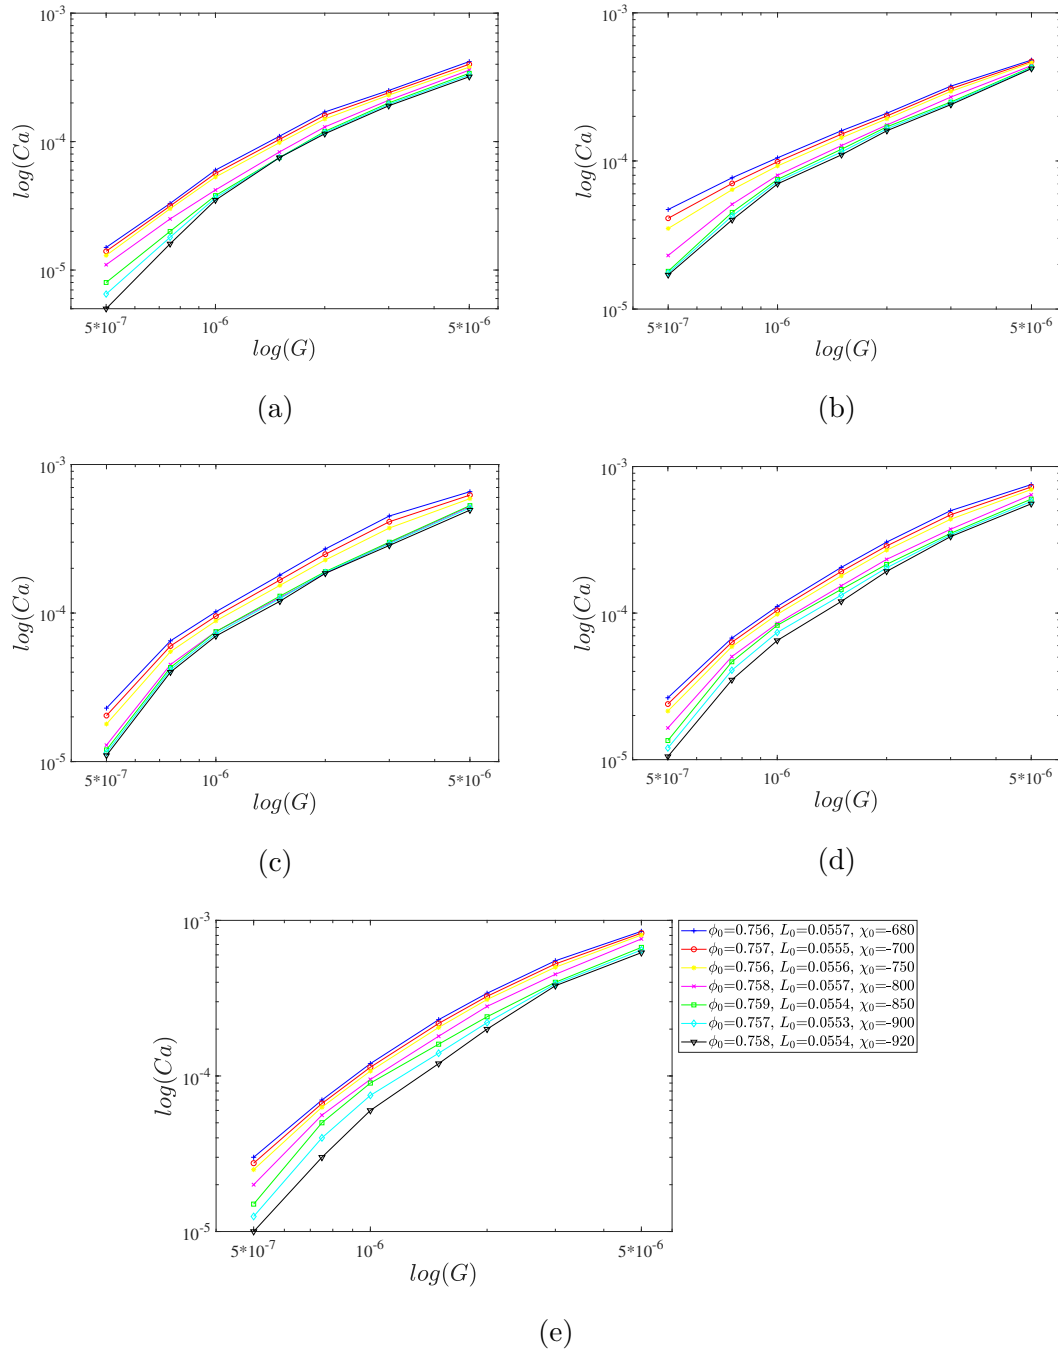 10^-3
10^-4
10^-5
log(Ca)
5*10^-7 10^-6 5*10^-6
log(G)
(a)
10^-3
10^-4
10^-5
log(Ca)
5*10^-7 10^-6 5*10^-6
log(G)
(b)
10^-3
10^-4
10^-5
log(Ca)
5*10^-7 10^-6 5*10^-6
log(G)
(c)
10^-3
10^-4
10^-5
log(Ca)
5*10^-7 10^-6 5*10^-6
log(G)
(d)
10^-3
10^-4
10^-5
log(Ca)
5*10^-7 10^-6 5*10^-6
log(G)
ϕ₀=0.756, L₀=0.0557, χ₀=-680
ϕ₀=0.757, L₀=0.0555, χ₀=-700
ϕ₀=0.756, L₀=0.0556, χ₀=-750
ϕ₀=0.758, L₀=0.0557, χ₀=-800
ϕ₀=0.759, L₀=0.0554, χ₀=-850
ϕ₀=0.757, L₀=0.0553, χ₀=-900
ϕ₀=0.758, L₀=0.0554, χ₀=-920
(e)